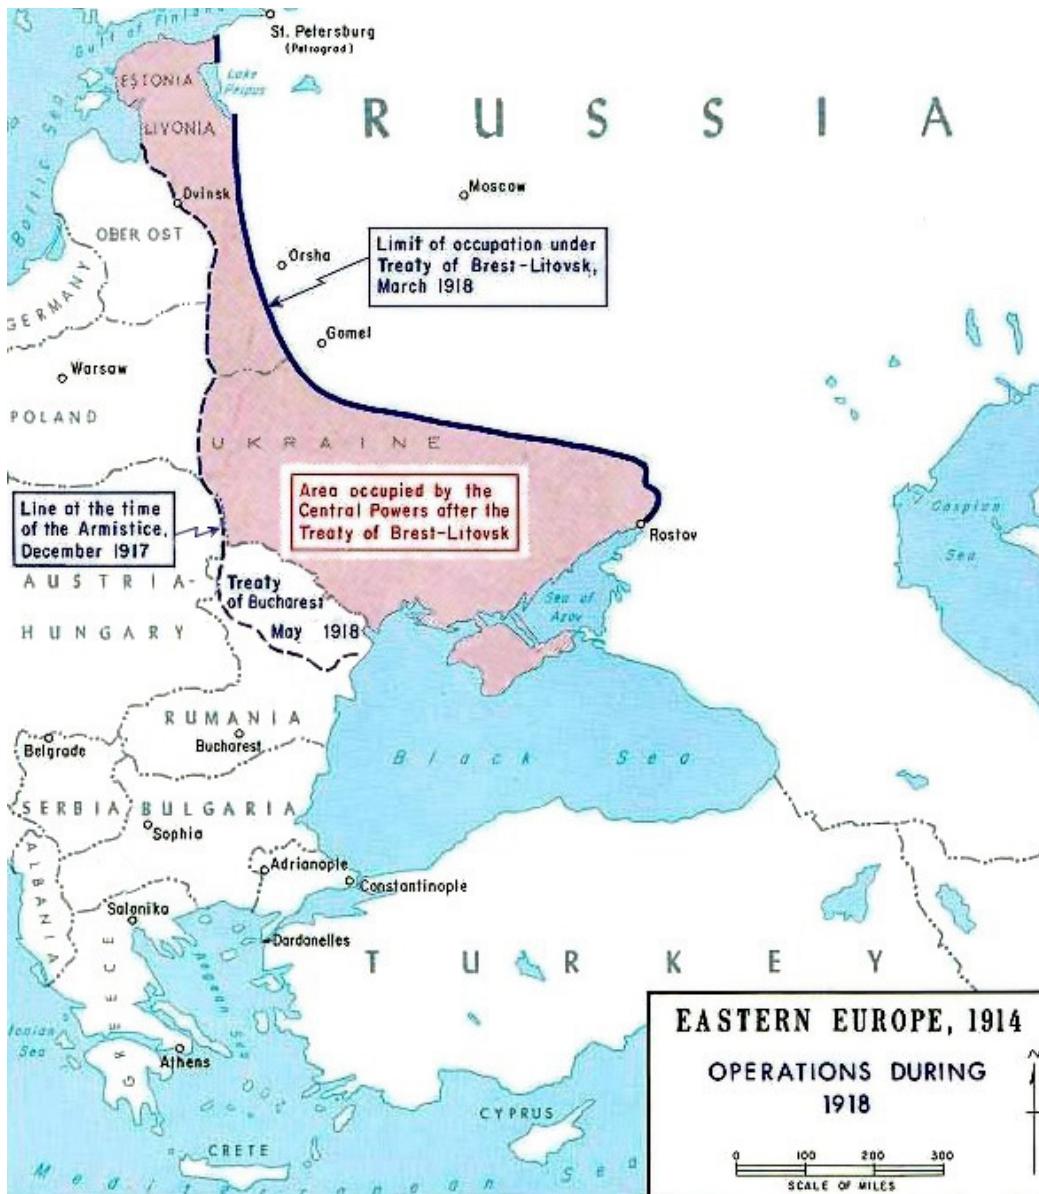 Gulf of Finland
St. Petersburg
(Petrograd)
ESTONIA
Lake
Peipus
RUSSIA
LIVONIA
Baltic Sea
Dvinsk
Moscow
OBER OST
Orsha
Limit of occupation under
Treaty of Brest-Litovsk,
March 1918
GERMANY
Gomel
Warsaw
POLAND
UKRAINE
Area occupied by the
Central Powers after the
Treaty of Brest-Litovsk
Line at the time
of the Armistice,
December 1917
Rostov
Caspian
Sea
AUSTRIA-
HUNGARY
Treaty
of Bucharest
May 1918
Sea of
Azov
RUMANIA
Bucharest
Belgrade
Black Sea
SERBIA
BULGARIA
Sophia
ALBANIA
Adrianople
Constantinople
Salonika
Dardanelles
TURKEY
GREECE
Aegean Sea
Sea
Athens
CYPRUS
CRETE
Mediterranean Sea
EASTERN EUROPE, 1914
OPERATIONS DURING
1918
N
0 100 200 300
SCALE OF MILES